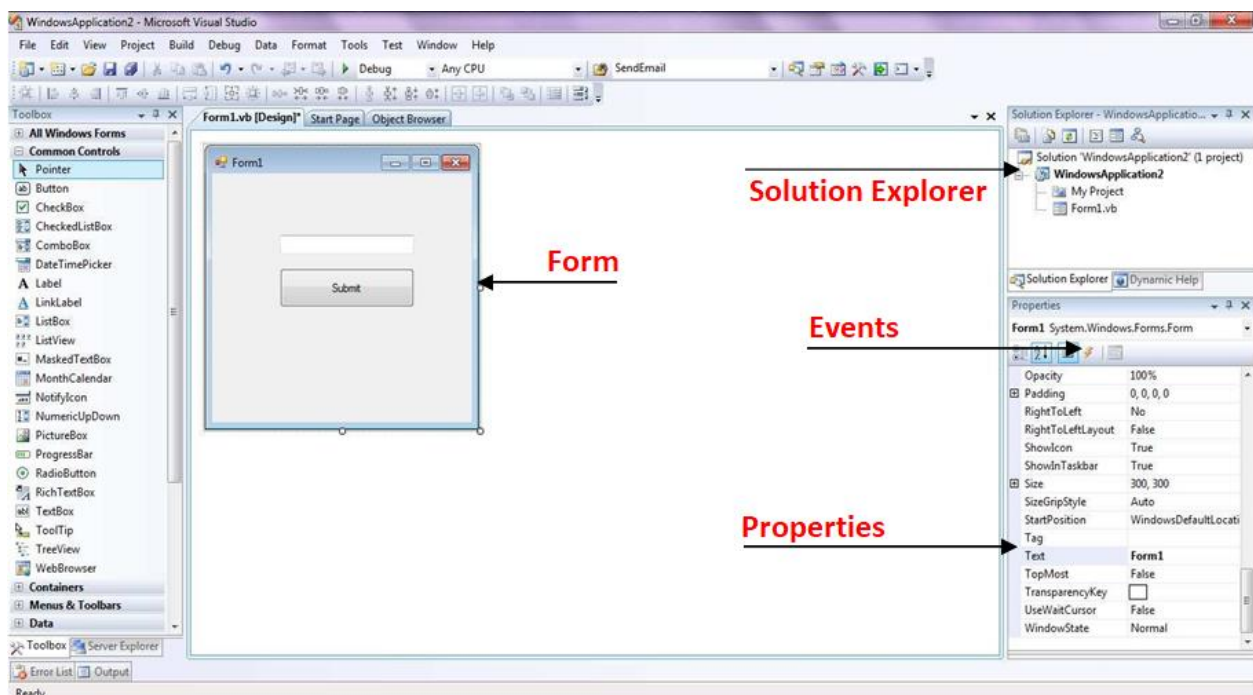 WindowsApplication2 - Microsoft Visual Studio
File Edit View Project Build Debug Data Format Tools Test Window Help
Debug Any CPU SendEmail
Toolbox
All Windows Forms
Common Controls
Pointer
Button
CheckBox
CheckedListBox
ComboBox
DateTimePicker
A Label
A LinkLabel
ListBox
ListView
MaskedTextBox
MonthCalendar
NotifyIcon
NumericUpDown
PictureBox
ProgressBar
RadioButton
RichTextBox
TextBox
ToolTip
TreeView
WebBrowser
Containers
Menus & Toolbars
Data
Toolbox Server Explorer
Error List Output
Ready
Form1.vb [Design]* Start Page Object Browser
Form1
Submit
Form
Solution Explorer
Events
Properties
Solution Explorer - WindowsApplicatio...
Solution 'WindowsApplication2' (1 project)
WindowsApplication2
My Project
Form1.vb
Solution Explorer Dynamic Help
Properties
Form1 System.Windows.Forms.Form
Opacity 100%
Padding 0, 0, 0, 0
RightToLeft No
RightToLeftLayout False
ShowIcon True
ShowInTaskbar True
Size 300, 300
SizeGripStyle Auto
StartPosition WindowsDefaultLocati
Tag
Text Form1
TopMost False
TransparencyKey
UseWaitCursor False
WindowState Normal